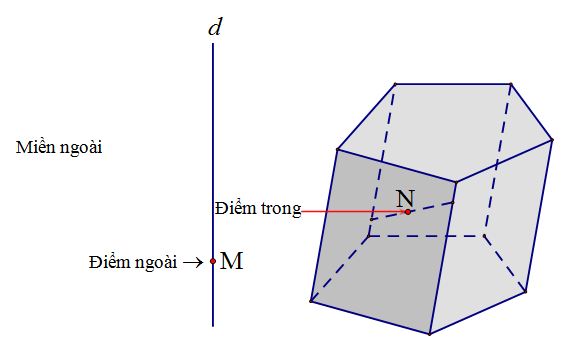 d
Miền ngoài
N
Điểm trong
Điểm ngoài → M